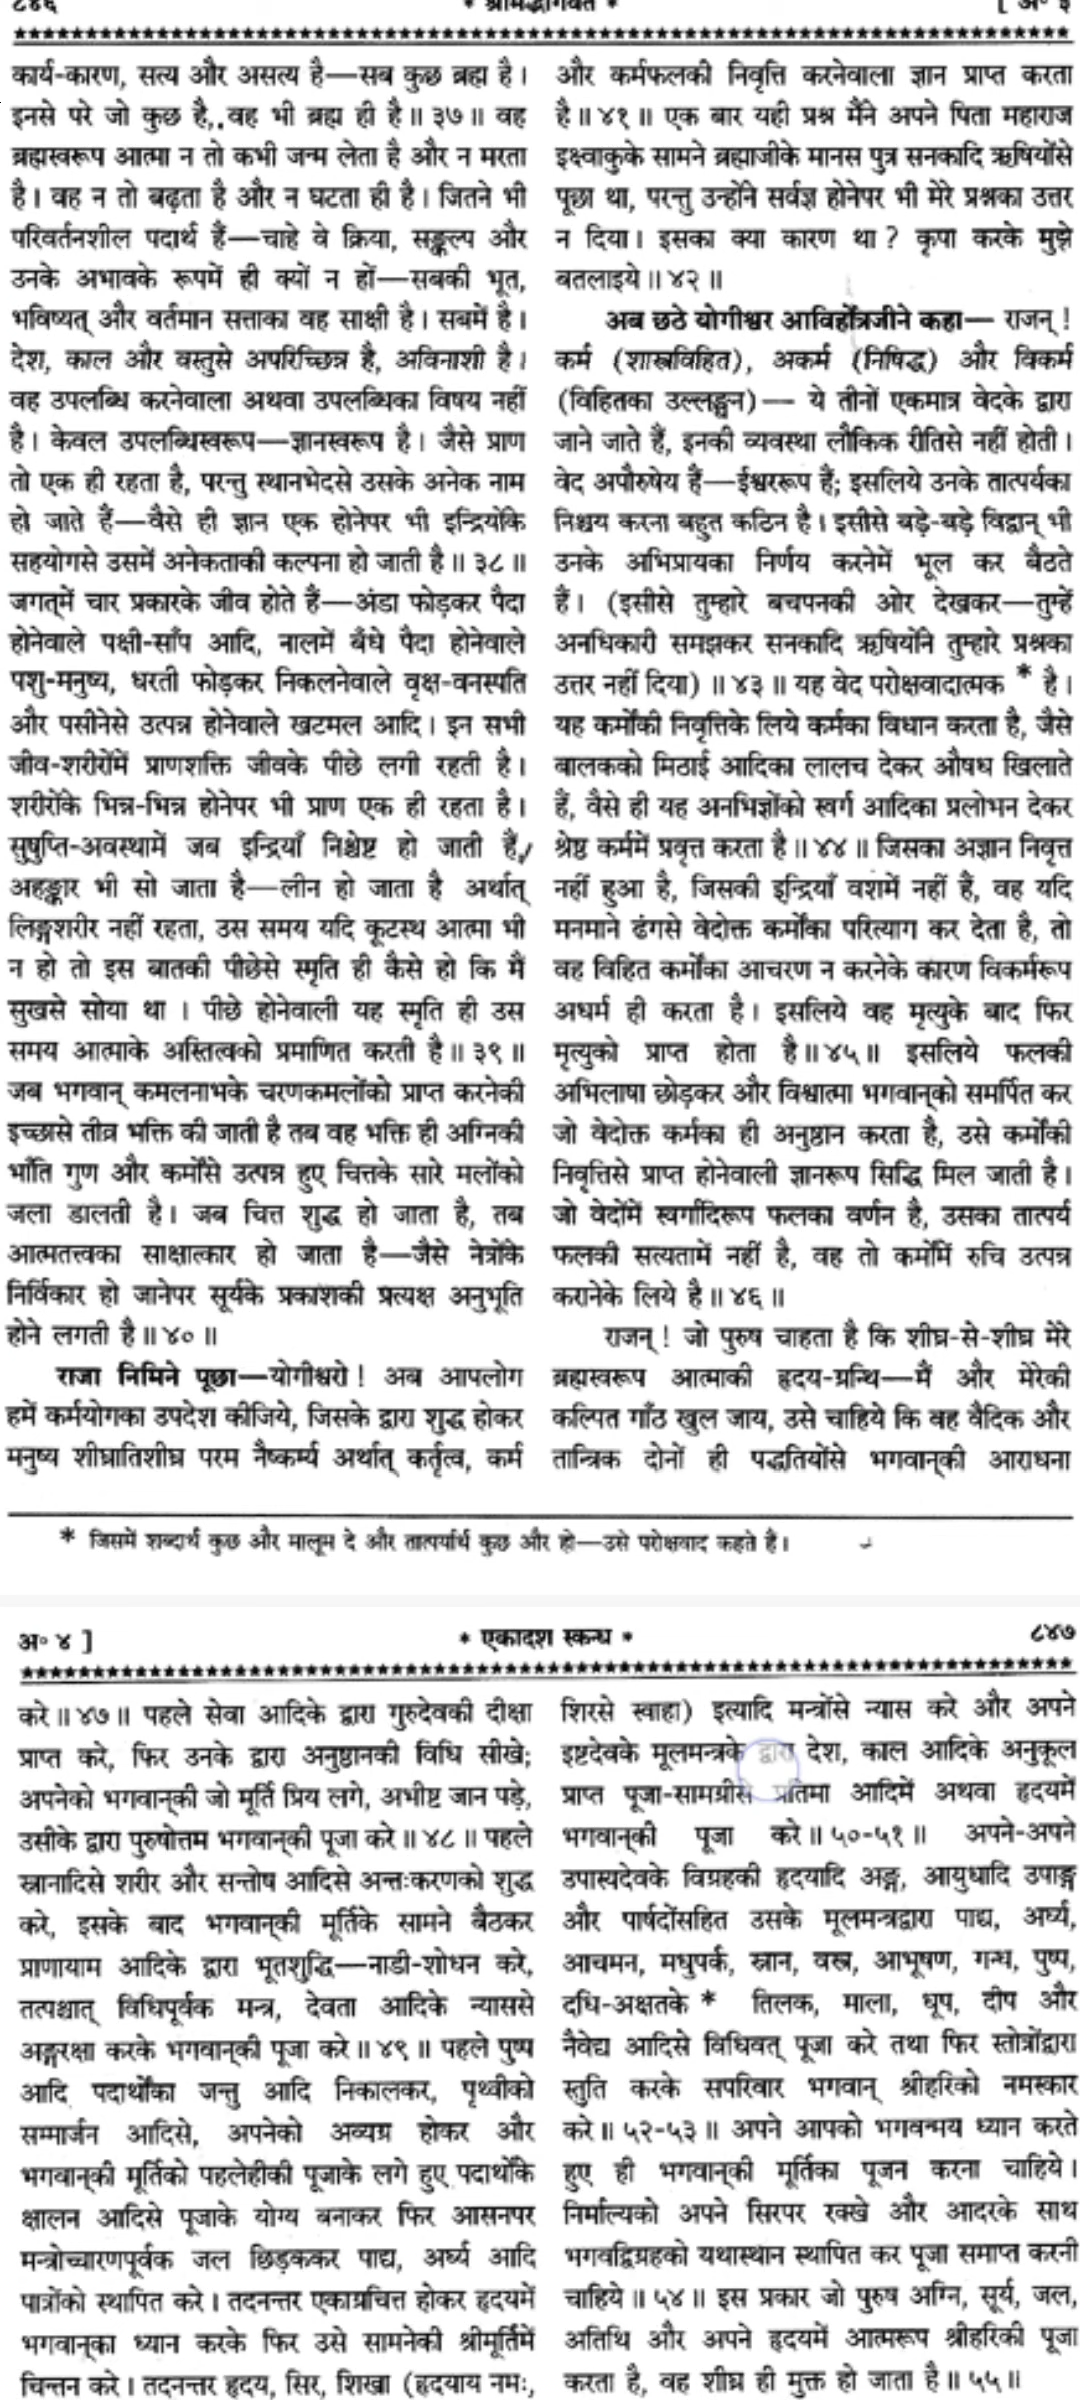 ८४६
* श्रीमद्भागवत *
[ अ॰ ३
कार्य-कारण, सत्य और असत्य है—सब कुछ ब्रह्म है।
इनसे परे जो कुछ है, वह भी ब्रह्म ही है॥ ३७॥ वह
ब्रह्मस्वरूप आत्मा न तो कभी जन्म लेता है और न मरता
है। वह न तो बढ़ता है और न घटता ही है। जितने भी
परिवर्तनशील पदार्थ हैं—चाहे वे क्रिया, सङ्कल्प और
उनके अभावके रूपमें ही क्यों न हों—सबकी भूत,
भविष्यत् और वर्तमान सत्ताका वह साक्षी है। सबमें है।
देश, काल और वस्तुसे अपरिच्छिन्न है, अविनाशी है।
वह उपलब्धि करनेवाला अथवा उपलब्धिका विषय नहीं
है। केवल उपलब्धिस्वरूप—ज्ञानस्वरूप है। जैसे प्राण
तो एक ही रहता है, परन्तु स्थानभेदसे उसके अनेक नाम
हो जाते हैं—वैसे ही ज्ञान एक होनेपर भी इन्द्रियोंके
सहयोगसे उसमें अनेकताकी कल्पना हो जाती है॥ ३८॥
जगत्‌में चार प्रकारके जीव होते हैं—अंडा फोड़कर पैदा
होनेवाले पक्षी-साँप आदि, नालमें बँधे पैदा होनेवाले
पशु-मनुष्य, धरती फोड़कर निकलनेवाले वृक्ष-वनस्पति
और पसीनेसे उत्पन्न होनेवाले खटमल आदि। इन सभी
जीव-शरीरोंमें प्राणशक्ति जीवके पीछे लगी रहती है।
शरीरोंके भिन्न-भिन्न होनेपर भी प्राण एक ही रहता है।
सुषुप्ति-अवस्थामें जब इन्द्रियाँ निश्चेष्ट हो जाती हैं,
अहङ्कार भी सो जाता है—लीन हो जाता है अर्थात्
लिङ्गशरीर नहीं रहता, उस समय यदि कूटस्थ आत्मा भी
न हो तो इस बातकी पीछेसे स्मृति ही कैसे हो कि मैं
सुखसे सोया था । पीछे होनेवाली यह स्मृति ही उस
समय आत्माके अस्तित्वको प्रमाणित करती है॥ ३९॥
जब भगवान् कमलनाभके चरणकमलोंको प्राप्त करनेकी
इच्छासे तीव्र भक्ति की जाती है तब वह भक्ति ही अग्निकी
भाँति गुण और कर्मोंसे उत्पन्न हुए चित्तके सारे मलोंको
जला डालती है। जब चित्त शुद्ध हो जाता है, तब
आत्मतत्त्वका साक्षात्कार हो जाता है—जैसे नेत्रोंके
निर्विकार हो जानेपर सूर्यके प्रकाशकी प्रत्यक्ष अनुभूति
होने लगती है॥ ४०॥
राजा निमिने पूछा—योगीश्वरो! अब आपलोग
हमें कर्मयोगका उपदेश कीजिये, जिसके द्वारा शुद्ध होकर
मनुष्य शीघ्रातिशीघ्र परम नैष्कर्म्य अर्थात् कर्तृत्व, कर्म
और कर्मफलकी निवृत्ति करनेवाला ज्ञान प्राप्त करता
है॥ ४१॥ एक बार यही प्रश्न मैंने अपने पिता महाराज
इक्ष्वाकुके सामने ब्रह्माजीके मानस पुत्र सनकादि ऋषियोंसे
पूछा था, परन्तु उन्होंने सर्वज्ञ होनेपर भी मेरे प्रश्नका उत्तर
न दिया। इसका क्या कारण था? कृपा करके मुझे
बतलाइये॥ ४२॥
अब छठे योगीश्वर आविर्होत्रजीने कहा— राजन्!
कर्म (शास्त्रविहित), अकर्म (निषिद्ध) और विकर्म
(विहितका उल्लङ्घन)— ये तीनों एकमात्र वेदके द्वारा
जाने जाते हैं, इनकी व्यवस्था लौकिक रीतिसे नहीं होती।
वेद अपौरुषेय हैं—ईश्वररूप हैं; इसलिये उनके तात्पर्यका
निश्चय करना बहुत कठिन है। इसीसे बड़े-बड़े विद्वान् भी
उनके अभिप्रायका निर्णय करनेमें भूल कर बैठते
हैं। (इसीसे तुम्हारे बचपनकी ओर देखकर—तुम्हें
अनधिकारी समझकर सनकादि ऋषियोंने तुम्हारे प्रश्नका
उत्तर नहीं दिया)॥ ४३॥ यह वेद परोक्षवादात्मक * है।
यह कर्मोंकी निवृत्तिके लिये कर्मका विधान करता है, जैसे
बालकको मिठाई आदिका लालच देकर औषध खिलाते
हैं, वैसे ही यह अनभिज्ञोंको स्वर्ग आदिका प्रलोभन देकर
श्रेष्ठ कर्ममें प्रवृत्त करता है॥ ४४॥ जिसका अज्ञान निवृत्त
नहीं हुआ है, जिसकी इन्द्रियाँ वशमें नहीं हैं, वह यदि
मनमाने ढंगसे वेदोक्त कर्मोंका परित्याग कर देता है, तो
वह विहित कर्मोंका आचरण न करनेके कारण विकर्मरूप
अधर्म ही करता है। इसलिये वह मृत्युके बाद फिर
मृत्युको प्राप्त होता है॥ ४५॥ इसलिये फलकी
अभिलाषा छोड़कर और विश्वात्मा भगवान्‌को समर्पित कर
जो वेदोक्त कर्मका ही अनुष्ठान करता है, उसे कर्मोंकी
निवृत्तिसे प्राप्त होनेवाली ज्ञानरूप सिद्धि मिल जाती है।
जो वेदोंमें स्वर्गादिरूप फलका वर्णन है, उसका तात्पर्य
फलकी सत्यतामें नहीं है, वह तो कर्मोंमें रुचि उत्पन्न
करानेके लिये है॥ ४६॥
राजन्! जो पुरुष चाहता है कि शीघ्र-से-शीघ्र मेरे
ब्रह्मस्वरूप आत्माकी हृदय-ग्रन्थि—मैं और मेरेकी
कल्पित गाँठ खुल जाय, उसे चाहिये कि वह वैदिक और
तान्त्रिक दोनों ही पद्धतियोंसे भगवान्‌की आराधना
* जिसमें शब्दार्थ कुछ और मालूम दे और तात्पर्यार्थ कुछ और हो—उसे परोक्षवाद कहते हैं।
अ॰ ४ ]
* एकादश स्कन्ध *
८४७
करे॥ ४७॥ पहले सेवा आदिके द्वारा गुरुदेवकी दीक्षा
प्राप्त करे, फिर उनके द्वारा अनुष्ठानकी विधि सीखे;
अपनेको भगवान्‌की जो मूर्ति प्रिय लगे, अभीष्ट जान पड़े,
उसीके द्वारा पुरुषोत्तम भगवान्‌की पूजा करे॥ ४८॥ पहले
स्नानादिसे शरीर और सन्तोष आदिसे अन्तःकरणको शुद्ध
करे, इसके बाद भगवान्‌की मूर्तिके सामने बैठकर
प्राणायाम आदिके द्वारा भूतशुद्धि—नाडी-शोधन करे,
तत्पश्चात् विधिपूर्वक मन्त्र, देवता आदिके न्याससे
अङ्गरक्षा करके भगवान्‌की पूजा करे॥ ४९॥ पहले पुष्प
आदि पदार्थोंका जन्तु आदि निकालकर, पृथ्वीको
सम्मार्जन आदिसे, अपनेको अव्यग्र होकर और
भगवान्‌की मूर्तिको पहलेहीकी पूजाके लगे हुए पदार्थोंके
क्षालन आदिसे पूजाके योग्य बनाकर फिर आसनपर
मन्त्रोच्चारणपूर्वक जल छिड़ककर पाद्य, अर्घ्य आदि
पात्रोंको स्थापित करे। तदनन्तर एकाग्रचित्त होकर हृदयमें
भगवान्‌का ध्यान करके फिर उसे सामनेकी श्रीमूर्तिमें
चिन्तन करे। तदनन्तर हृदय, सिर, शिखा (हृदयाय नमः,
शिरसे स्वाहा) इत्यादि मन्त्रोंसे न्यास करे और अपने
इष्टदेवके मूलमन्त्रके द्वारा देश, काल आदिके अनुकूल
प्राप्त पूजा-सामग्रीसे प्रतिमा आदिमें अथवा हृदयमें
भगवान्‌की पूजा करे॥ ५०-५१॥ अपने-अपने
उपास्यदेवके विग्रहकी हृदयादि अङ्ग, आयुधादि उपाङ्ग
और पार्षदोंसहित उसके मूलमन्त्रद्वारा पाद्य, अर्घ्य,
आचमन, मधुपर्क, स्नान, वस्त्र, आभूषण, गन्ध, पुष्प,
दधि-अक्षतके * तिलक, माला, धूप, दीप और
नैवेद्य आदिसे विधिवत् पूजा करे तथा फिर स्तोत्रोंद्वारा
स्तुति करके सपरिवार भगवान् श्रीहरिको नमस्कार
करे॥ ५२-५३॥ अपने आपको भगवन्मय ध्यान करते
हुए ही भगवान्‌की मूर्तिका पूजन करना चाहिये।
निर्माल्यको अपने सिरपर रक्खे और आदरके साथ
भगवद्विग्रहको यथास्थान स्थापित कर पूजा समाप्त करनी
चाहिये॥ ५४॥ इस प्रकार जो पुरुष अग्नि, सूर्य, जल,
अतिथि और अपने हृदयमें आत्मरूप श्रीहरिकी पूजा
करता है, वह शीघ्र ही मुक्त हो जाता है॥ ५५॥